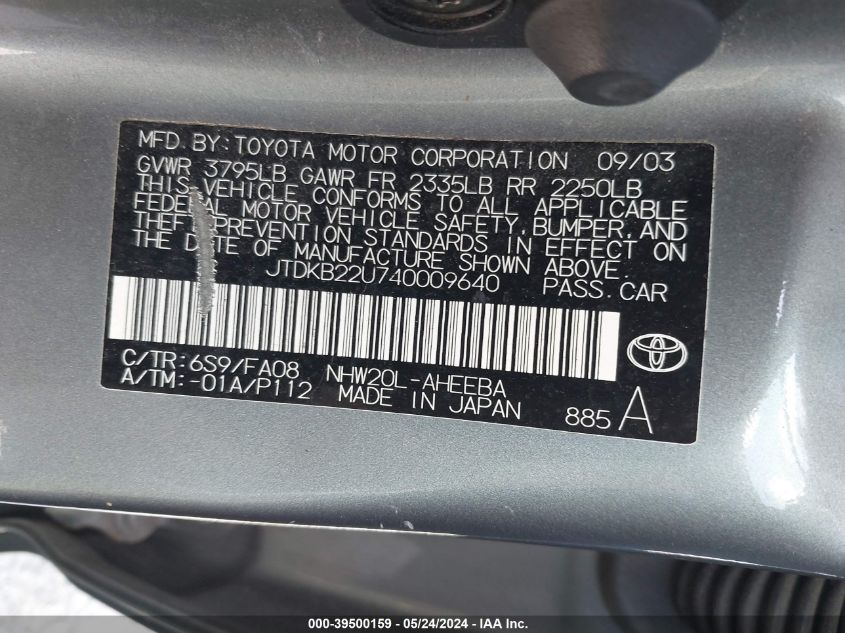 MFD.BY:TOYOTA MOTOR CORPORATION 09/03
GVWR 3795LB GAWR FR 2335LB RR 2250LB
THIS VEHICLE CONFORMS TO ALL APPLICABLE
FEDERAL MOTOR VEHICLE SAFETY, BUMPER, AND
THEFT PREVENTION STANDARDS IN EFFECT ON
THE DATE OF MANUFACTURE SHOWN ABOVE.
JTDKB22U740009640 PASS.CAR
C/TR:6S9/FA08 NHW20L-AHEEBA
A/TM:-01A/P112 MADE IN JAPAN 885 A
000-39500159 - 05/24/2024 - IAA Inc.